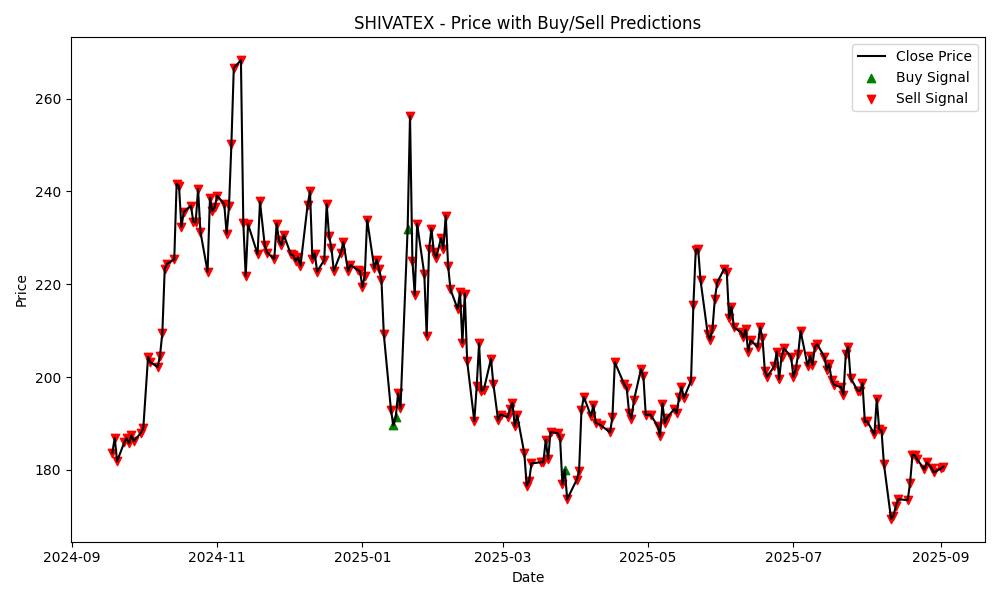 SHIVATEX - Price with Buy/Sell Predictions
Close Price
Buy Signal
Sell Signal
Price
260
240
220
200
180
2024-09
2024-11
2025-01
2025-03
2025-05
2025-07
2025-09
Date